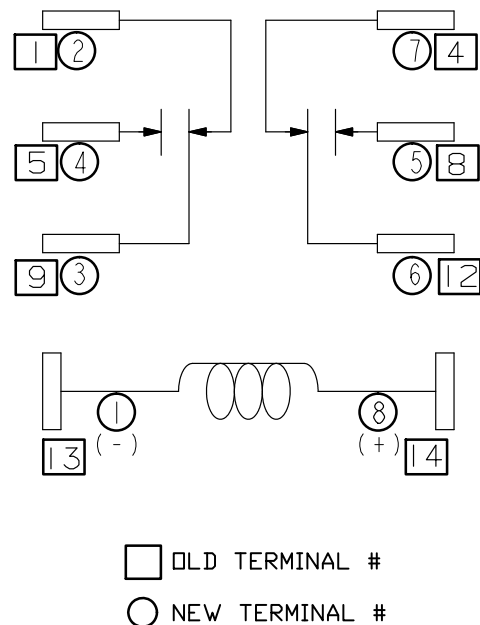 1 2 7 4
5 4 5 8
9 3 6 12
1 8
(-) (+)
13 14
OLD TERMINAL #
NEW TERMINAL #